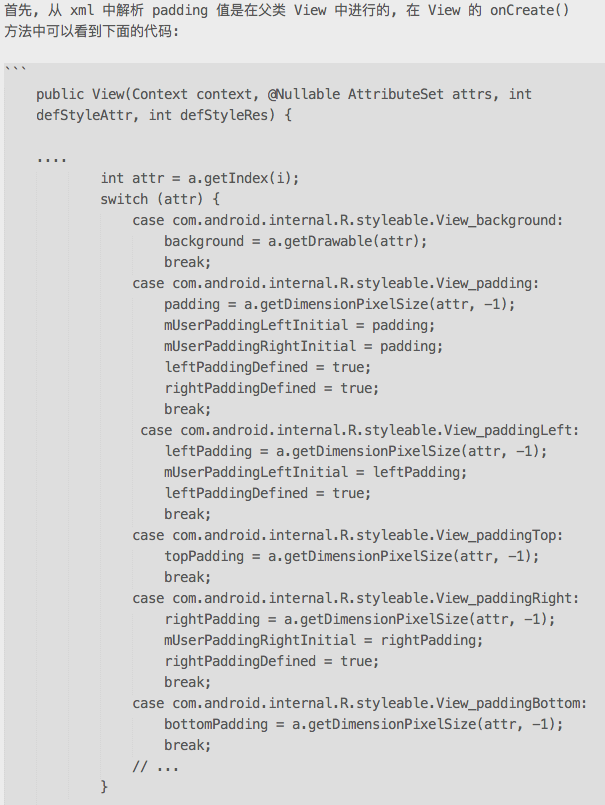 首先, 从 xml 中解析 padding 值是在父类 View 中进行的, 在 View 的 onCreate()
方法中可以看到下面的代码:
```
public View(Context context, @Nullable AttributeSet attrs, int
defStyleAttr, int defStyleRes) {
....
int attr = a.getIndex(i);
switch (attr) {
case com.android.internal.R.styleable.View_background:
background = a.getDrawable(attr);
break;
case com.android.internal.R.styleable.View_padding:
padding = a.getDimensionPixelSize(attr, -1);
mUserPaddingLeftInitial = padding;
mUserPaddingRightInitial = padding;
leftPaddingDefined = true;
rightPaddingDefined = true;
break;
case com.android.internal.R.styleable.View_paddingLeft:
leftPadding = a.getDimensionPixelSize(attr, -1);
mUserPaddingLeftInitial = leftPadding;
leftPaddingDefined = true;
break;
case com.android.internal.R.styleable.View_paddingTop:
topPadding = a.getDimensionPixelSize(attr, -1);
break;
case com.android.internal.R.styleable.View_paddingRight:
rightPadding = a.getDimensionPixelSize(attr, -1);
mUserPaddingRightInitial = rightPadding;
rightPaddingDefined = true;
break;
case com.android.internal.R.styleable.View_paddingBottom:
bottomPadding = a.getDimensionPixelSize(attr, -1);
break;
// ...
}